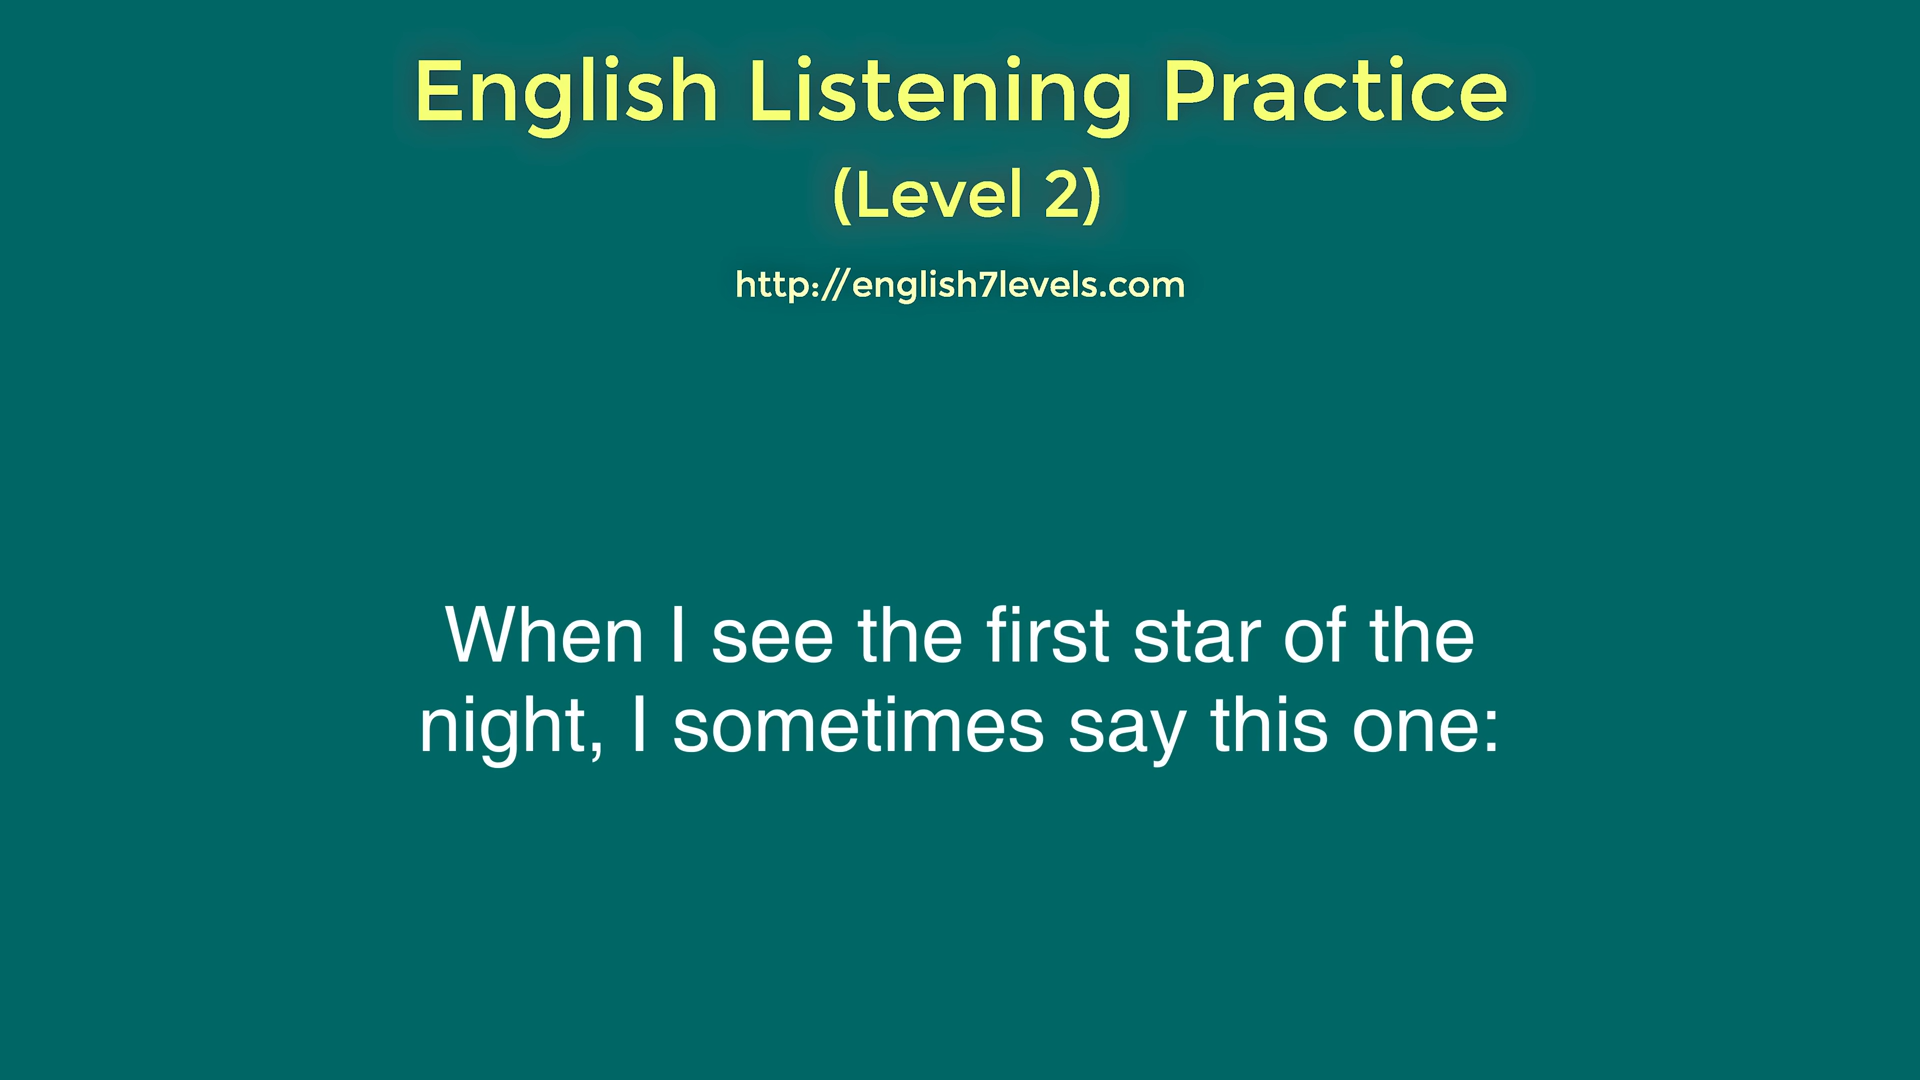 English Listening Practice
(Level 2)
http://english7levels.com
When I see the first star of the
night, I sometimes say this one: